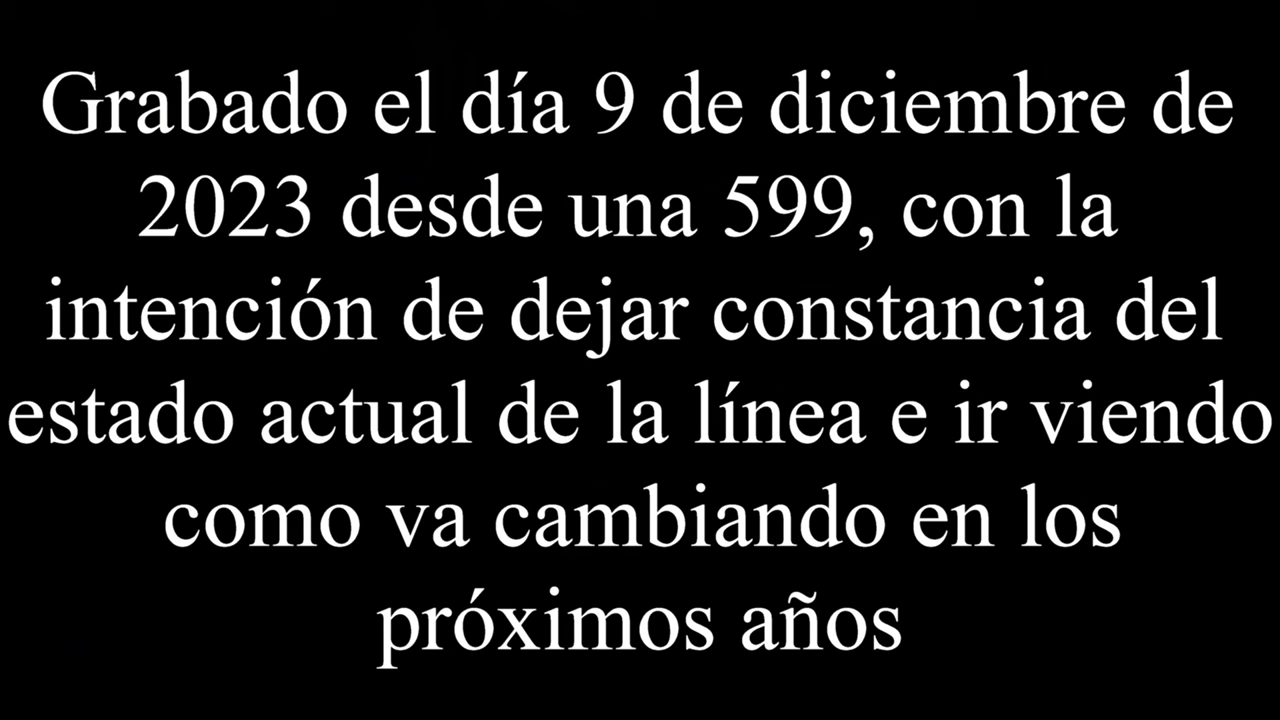 Grabado el día 9 de diciembre de
2023 desde una 599, con la
intención de dejar constancia del
estado actual de la línea e ir viendo
como va cambiando en los
próximos años